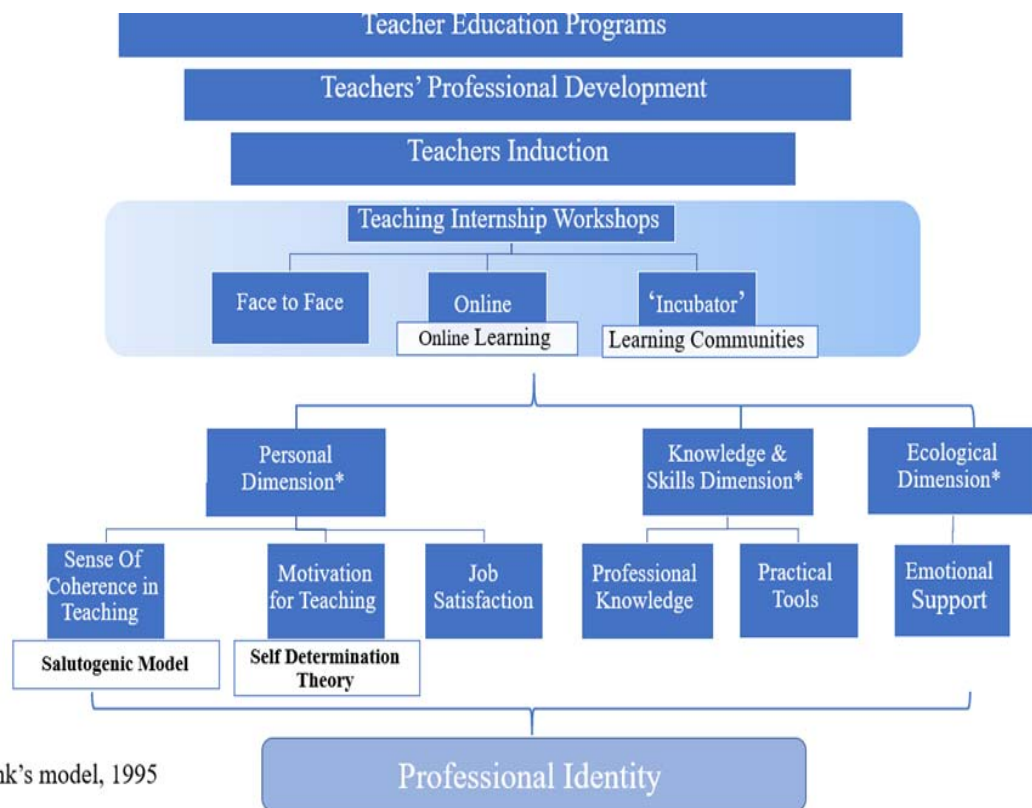 Teacher Education Programs
Teachers' Professional Development
Teachers Induction
Teaching Internship Workshops
Face to Face
Online
'Incubator'
Online Learning
Learning Communities
Personal
Dimension*
Knowledge &
Skills Dimension*
Ecological
Dimension*
Sense Of
Coherence in
Teaching
Motivation
for Teaching
Job
Satisfaction
Professional
Knowledge
Practical
Tools
Emotional
Support
Salutogenic Model
Self Determination
Theory
model, 1995
Professional Identity